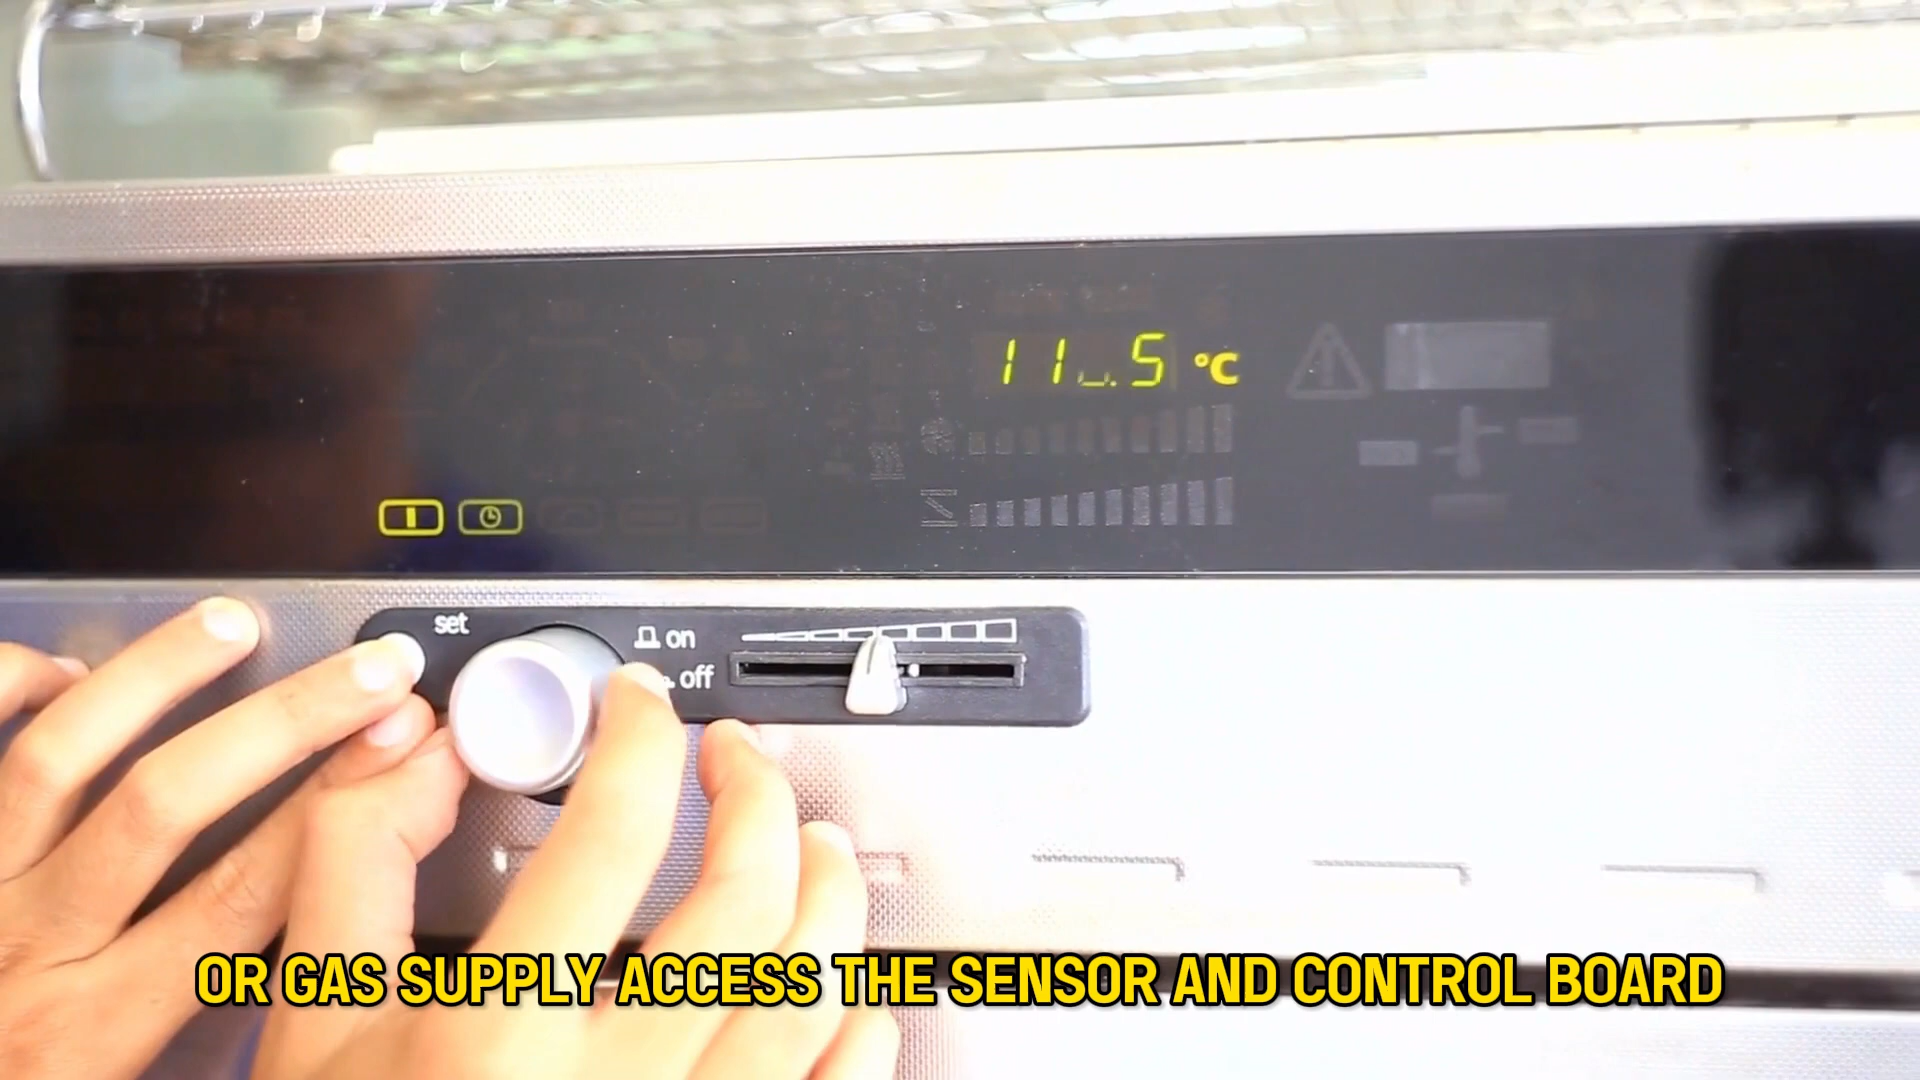 11.5 °C
set
on
off
OR GAS SUPPLY ACCESS THE SENSOR AND CONTROL BOARD